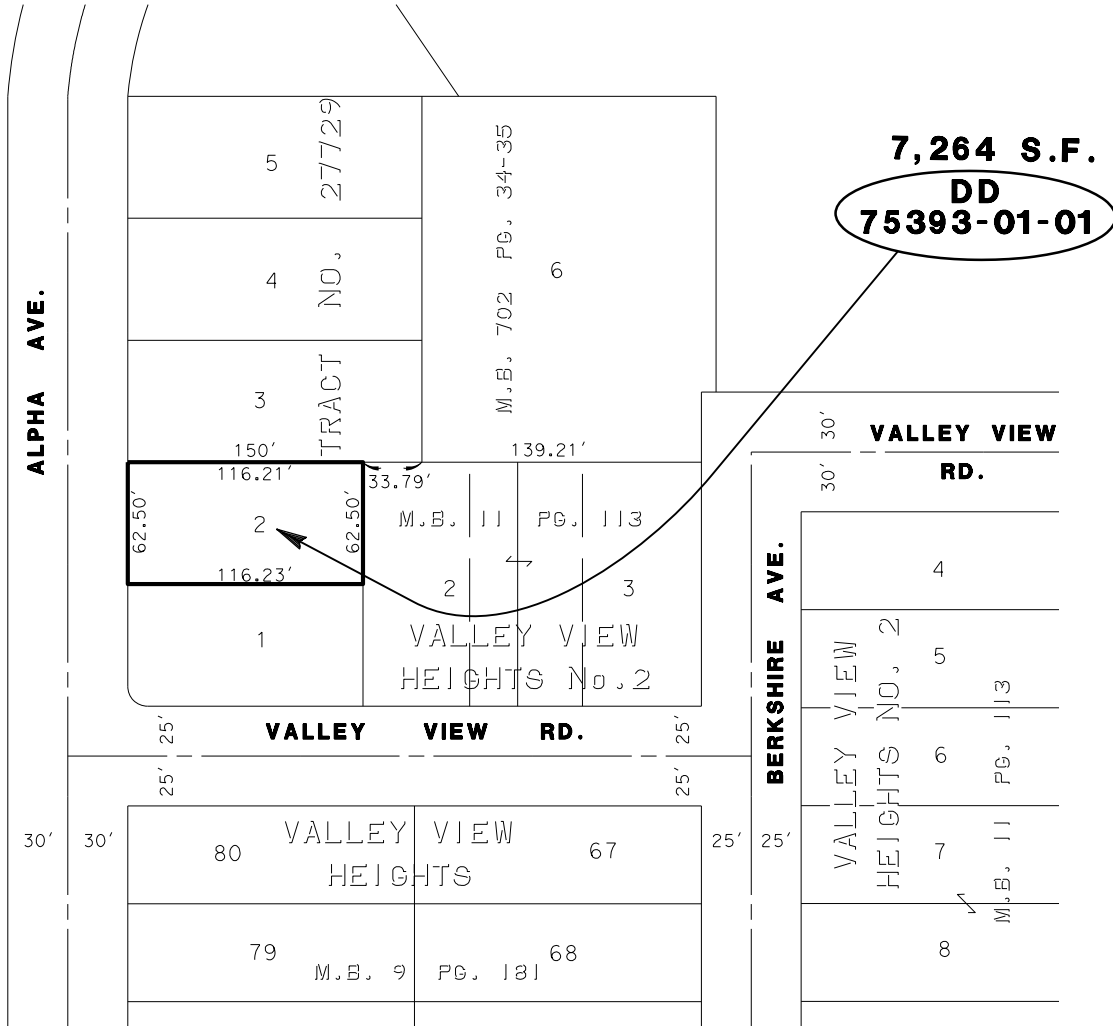 7,264 S.F.
DD
75393-01-01
5
27729
M.B. 702 PG. 34-35
4
NO.
6
ALPHA AVE.
3
TRACT
150'
139.21'
30'
VALLEY VIEW
RD.
30'
116.21'
33.79'
62.50'
2
62.50'
116.23'
M.B. 11 PG. 113
2
3
1
VALLEY VIEW
HEIGHTS No.2
BERKSHIRE AVE.
4
5
6
7
8
VALLEY VIEW
HEIGHTS NO. 2
M.B. 11 PG. 113
25'
VALLEY VIEW RD.
25'
25'
25'
30'
30'
80
VALLEY VIEW
HEIGHTS
67
25'
25'
79
M.B. 9 PG. 181
68